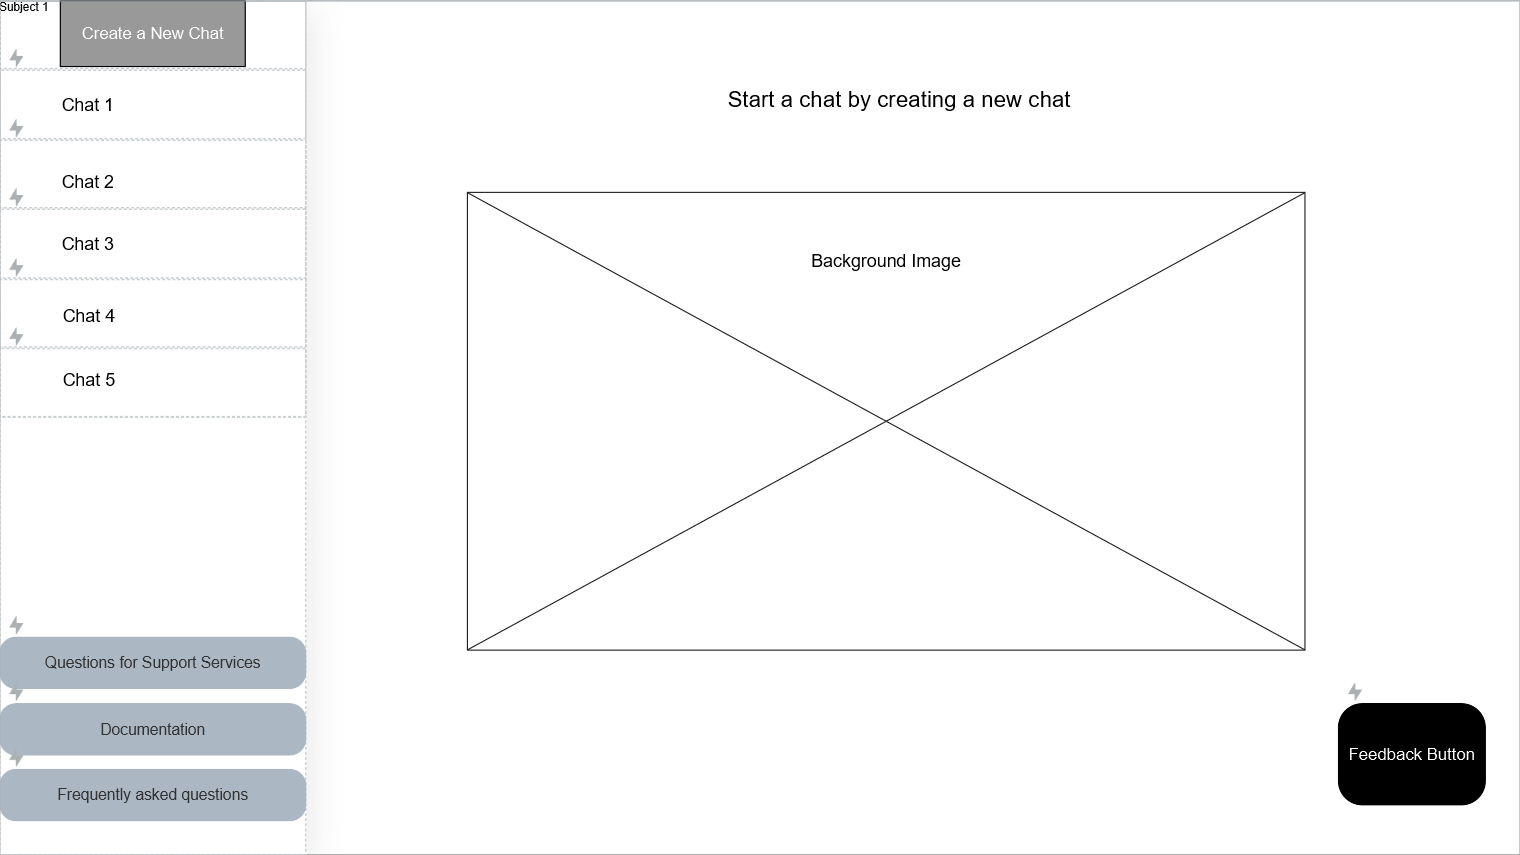 Subject 1
Create a New Chat
Chat 1
Chat 2
Chat 3
Chat 4
Chat 5
Questions for Support Services
Documentation
Frequently asked questions
Start a chat by creating a new chat
Background Image
Feedback Button